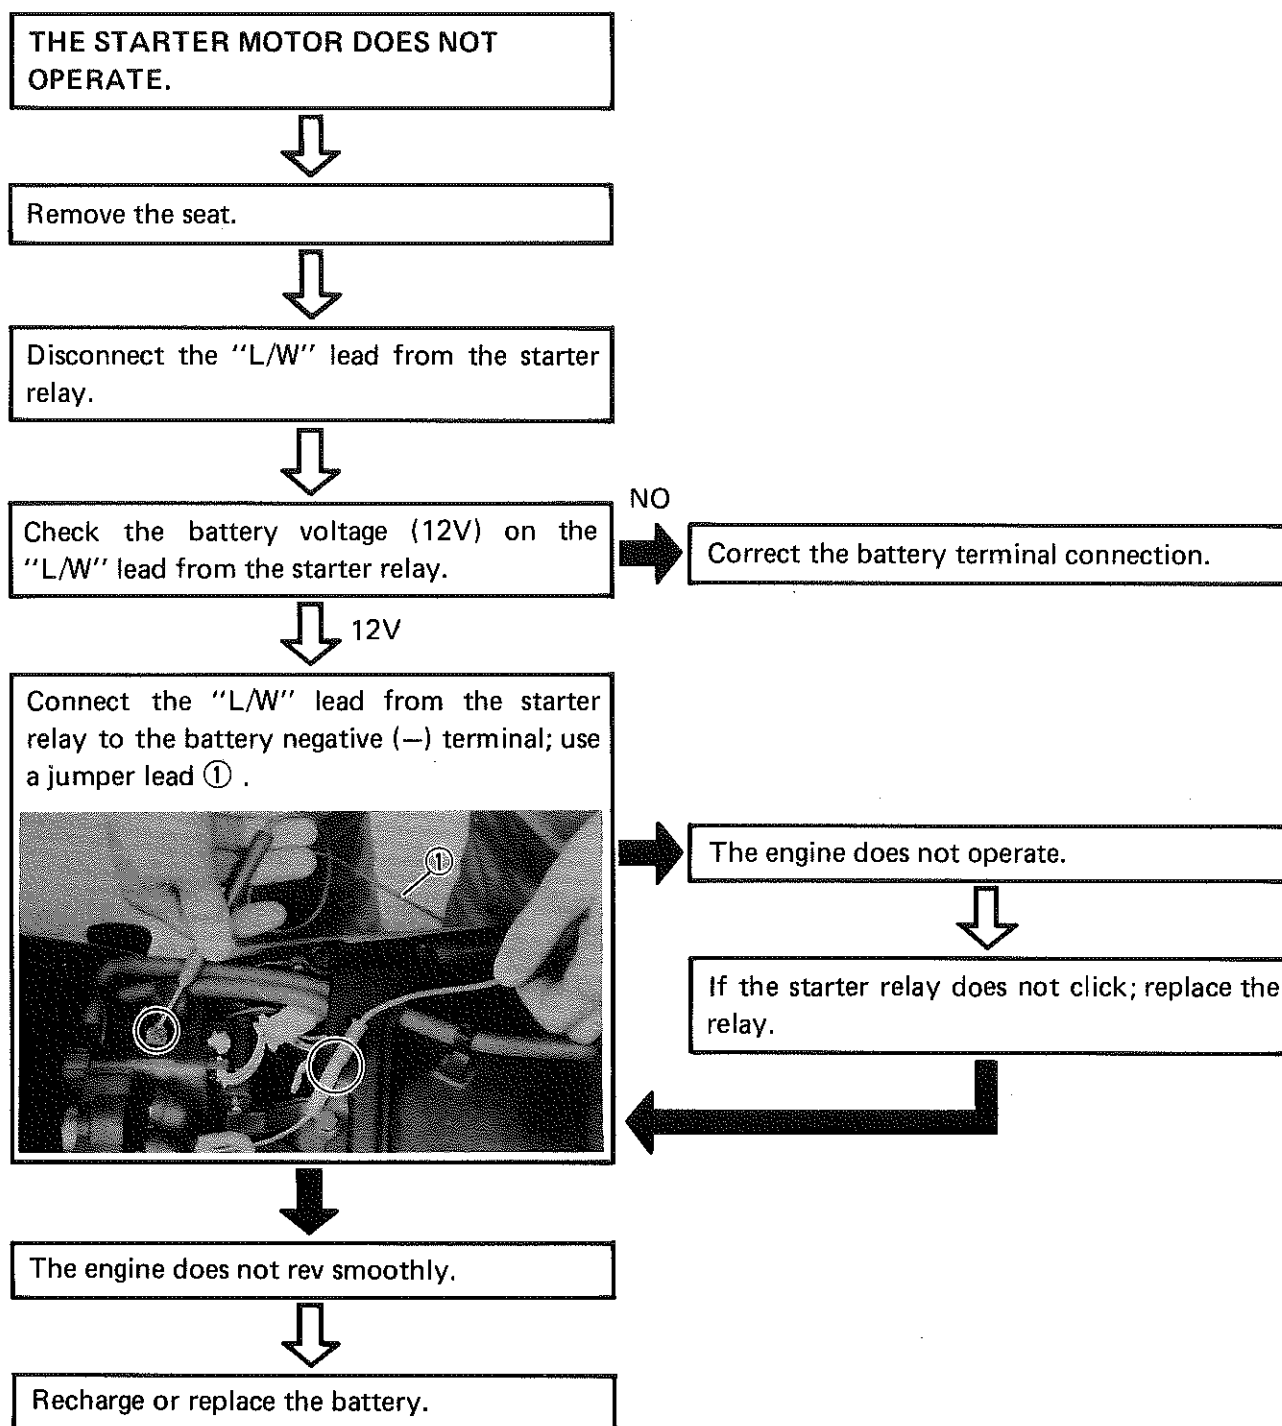 THE STARTER MOTOR DOES NOT
OPERATE.
Remove the seat.
Disconnect the "L/W" lead from the starter
relay.
Check the battery voltage (12V) on the
"L/W" lead from the starter relay.
NO
Correct the battery terminal connection.
12V
Connect the "L/W" lead from the starter
relay to the battery negative (—) terminal; use
a jumper lead ① .
①
The engine does not operate.
If the starter relay does not click; replace the
relay.
The engine does not rev smoothly.
Recharge or replace the battery.